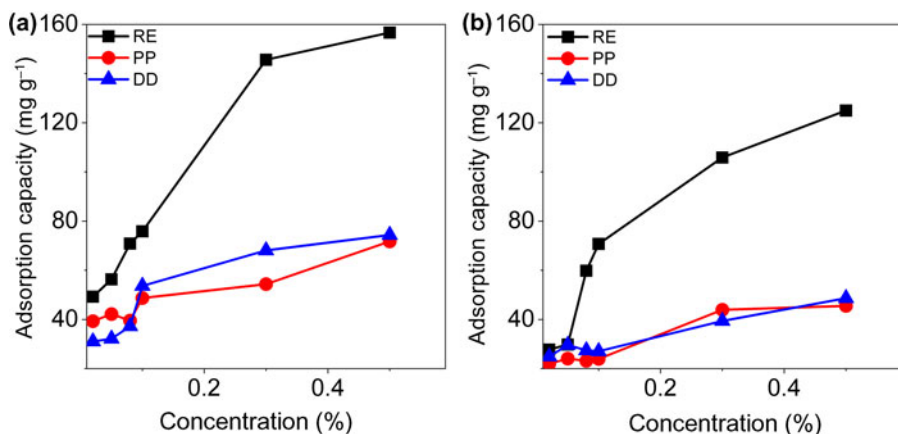 (a)
160
120
80
40
RE
PP
DD
Adsorption capacity (mg g⁻¹)
0.2
0.4
Concentration (%)
(b)
160
120
80
40
RE
PP
DD
Adsorption capacity (mg g⁻¹)
0.2
0.4
Concentration (%)